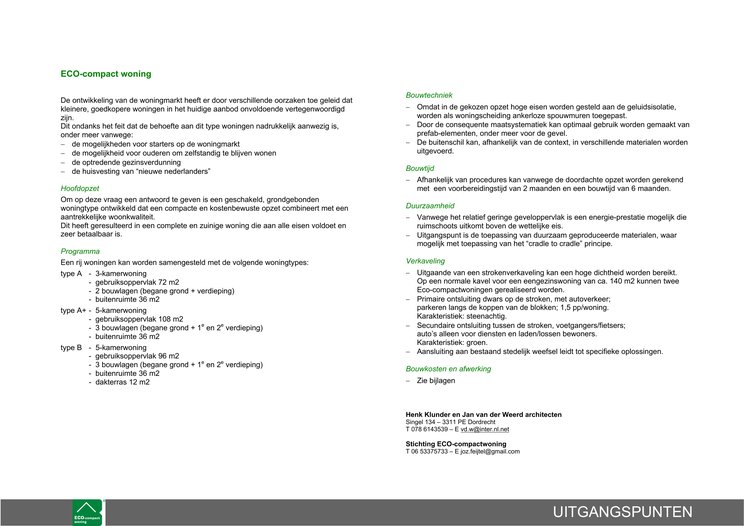 ECO-compact woning
De ontwikkeling van de woningmarkt heeft er door verschillende oorzaken toe geleid dat
kleinere, goedkopere woningen in het huidige aanbod onvoldoende vertegenwoordigd
zijn.
Dit ondanks het feit dat de behoefte aan dit type woningen nadrukkelijk aanwezig is,
onder meer vanwege:
– de mogelijkheden voor starters op de woningmarkt
– de mogelijkheid voor ouderen om zelfstandig te blijven wonen
– de optredende gezinsverdunning
– de huisvesting van “nieuwe nederlanders”
Hoofdopzet
Om op deze vraag een antwoord te geven is een geschakeld, grondgebonden
woningtype ontwikkeld dat een compacte en kostenbewuste opzet combineert met een
aantrekkelijke woonkwaliteit.
Dit heeft geresulteerd in een complete en zuinige woning die aan alle eisen voldoet en
zeer betaalbaar is.
Programma
Een rij woningen kan worden samengesteld met de volgende woningtypes:
type A - 3-kamerwoning
- gebruiksoppervlak 72 m2
- 2 bouwlagen (begane grond + verdieping)
- buitenruimte 36 m2
type A+ - 5-kamerwoning
- gebruiksoppervlak 108 m2
- 3 bouwlagen (begane grond + 1e en 2e verdieping)
- buitenruimte 36 m2
type B - 5-kamerwoning
- gebruiksoppervlak 96 m2
- 3 bouwlagen (begane grond + 1e en 2e verdieping)
- buitenruimte 36 m2
- dakterras 12 m2
Bouwtechniek
– Omdat in de gekozen opzet hoge eisen worden gesteld aan de geluidsisolatie,
worden als woningscheiding ankerloze spouwmuren toegepast.
– Door de consequente maatsystematiek kan optimaal gebruik worden gemaakt van
prefab-elementen, onder meer voor de gevel.
– De buitenschil kan, afhankelijk van de context, in verschillende materialen worden
uitgevoerd.
Bouwtijd
– Afhankelijk van procedures kan vanwege de doordachte opzet worden gerekend
met een voorbereidingstijd van 2 maanden en een bouwtijd van 6 maanden.
Duurzaamheid
– Vanwege het relatief geringe geveloppervlak is een energie-prestatie mogelijk die
ruimschoots uitkomt boven de wettelijke eis.
– Uitgangspunt is de toepassing van duurzaam geproduceerde materialen, waar
mogelijk met toepassing van het “cradle to cradle” principe.
Verkaveling
– Uitgaande van een strokenverkaveling kan een hoge dichtheid worden bereikt.
Op een normale kavel voor een eengezinswoning van ca. 140 m2 kunnen twee
Eco-compactwoningen gerealiseerd worden.
– Primaire ontsluiting dwars op de stroken, met autoverkeer;
parkeren langs de koppen van de blokken; 1,5 pp/woning.
Karakteristiek: steenachtig.
– Secundaire ontsluiting tussen de stroken, voetgangers/fietsers;
auto’s alleen voor diensten en laden/lossen bewoners.
Karakteristiek: groen.
– Aansluiting aan bestaand stedelijk weefsel leidt tot specifieke oplossingen.
Bouwkosten en afwerking
– Zie bijlagen
Henk Klunder en Jan van der Weerd architecten
Singel 134 – 3311 PE Dordrecht
T 078 6143539 – E vd.w@inter.nl.net
Stichting ECO-compactwoning
T 06 53375733 – E joz.feijtel@gmail.com
ECO-compact
woning
UITGANGSPUNTEN